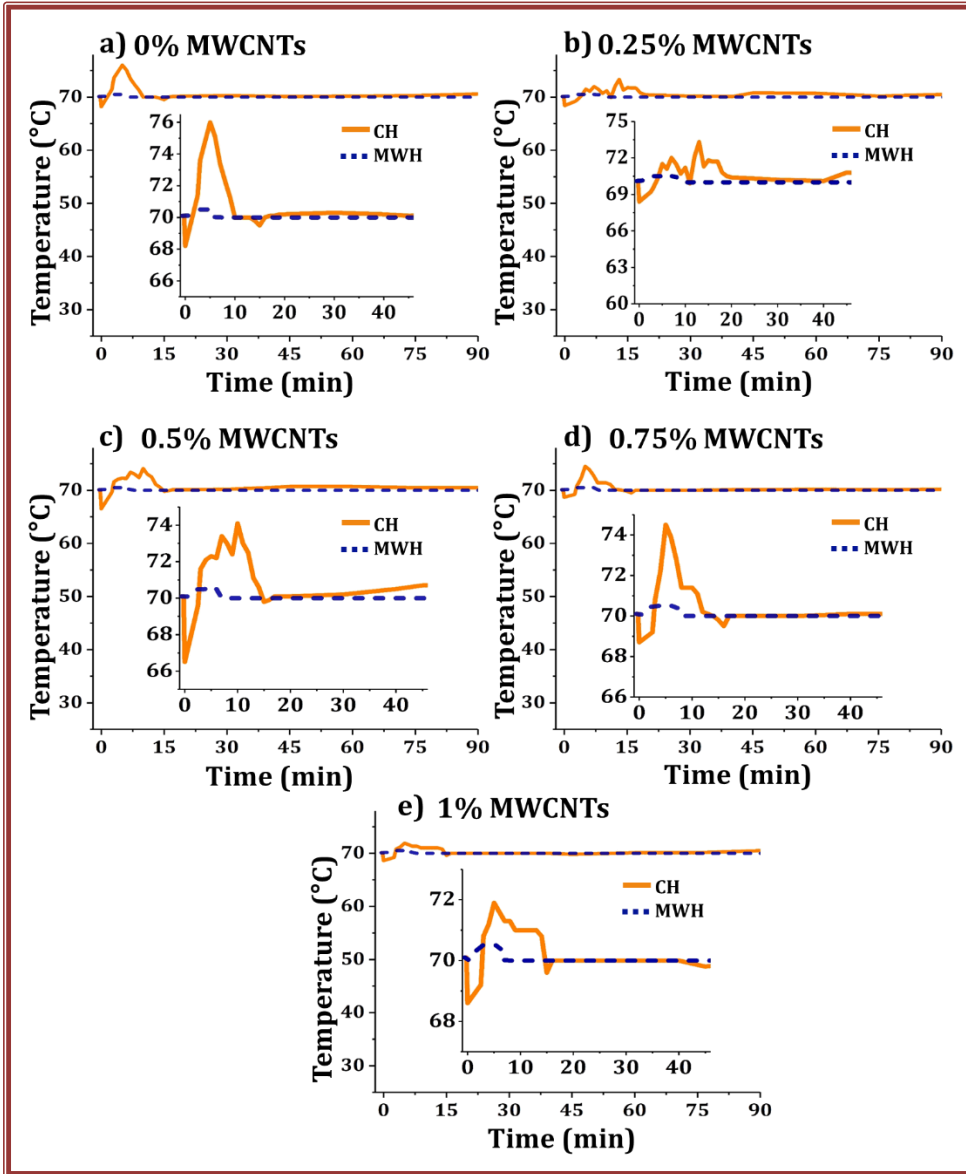 a) 0% MWCNTs
Temperature (°C)
70
60
50
40
30
76
74
72
70
68
66
CH
MWH
0 10 20 30 40
0 15 30 45 60 75 90
Time (min)
b) 0.25% MWCNTs
Temperature (°C)
70
60
50
40
30
75
72
69
66
63
60
CH
MWH
0 10 20 30 40
0 15 30 45 60 75 90
Time (min)
c) 0.5% MWCNTs
Temperature (°C)
70
60
50
40
30
74
72
70
68
66
CH
MWH
0 10 20 30 40
0 15 30 45 60 75 90
Time (min)
d) 0.75% MWCNTs
Temperature (°C)
70
60
50
40
30
74
72
70
68
66
CH
MWH
0 10 20 30 40
0 15 30 45 60 75 90
Time (min)
e) 1% MWCNTs
Temperature (°C)
70
60
50
40
30
72
70
68
CH
MWH
0 10 20 30 40
0 15 30 45 60 75 90
Time (min)